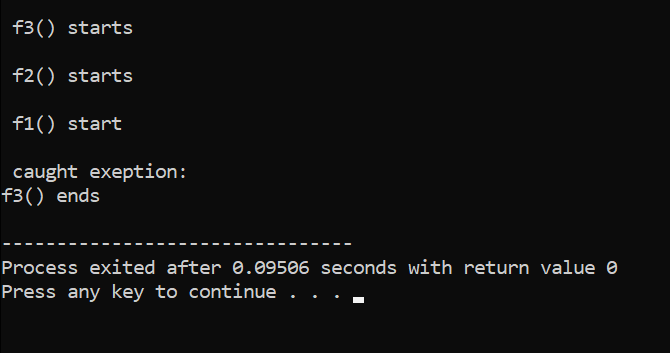 f3() starts
f2() starts
f1() start
caught exeption:
f3() ends
--------------------------------
Process exited after 0.09506 seconds with return value 0
Press any key to continue . . .